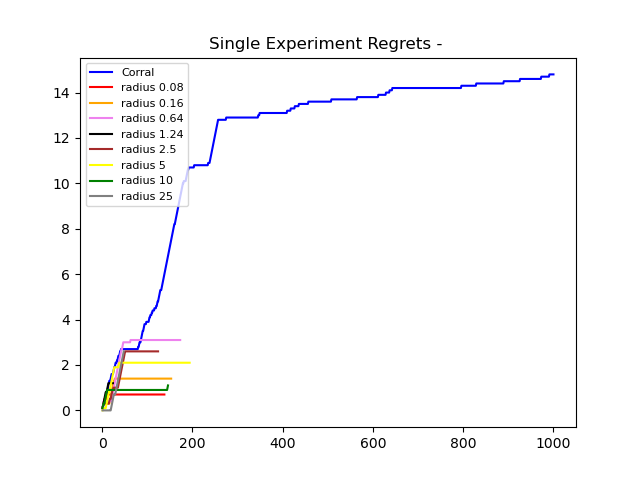 Single Experiment Regrets -
Corral
radius 0.08
radius 0.16
radius 0.64
radius 1.24
radius 2.5
radius 5
radius 10
radius 25
14
12
10
8
6
4
2
0
0 200 400 600 800 1000